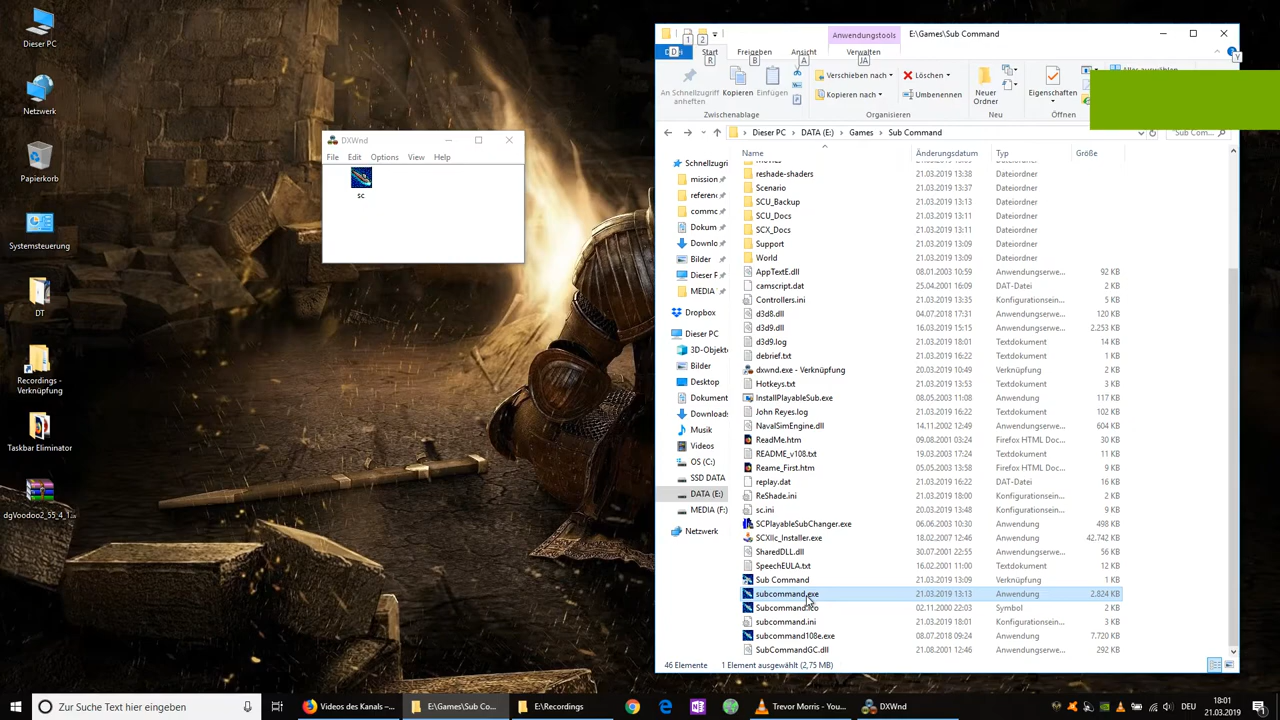 Dieser PC
Netzwerk
Papierkorb
Systemsteuerung
DT
Recordings -
Verknüpfung
Taskbar Eliminator
dgVoodoo2_55_4_1...
DXWnd
File Edit Options View Help
sc
1 2
Anwendungstools
E:\Games\Sub Command
D
Start Freigeben Ansicht Verwalten
R B A JA
Y
An Schnellzugriff
anheften
Kopieren
Einfügen
Zwischenablage
Verschieben nach
Kopieren nach
Löschen
Umbenennen
Organisieren
Neuer
Ordner
Neu
Eigenschaften
Öffnen
Dieser PC > DATA (E:) > Games > Sub Command
"Sub Com...
Name Änderungsdatum Typ Größe
Schnellzugri
mission
referen
commc
Dokum
Downlo
Bilder
Dieser P
MEDIA
Dropbox
Dieser PC
3D-Objekte
Bilder
Desktop
Dokument
Downloads
Musik
Videos
OS (C:)
SSD DATA
DATA (E:)
MEDIA (F:)
Netzwerk
reshade-shaders 21.03.2019 13:38 Dateiordner
Scenario 21.03.2019 13:37 Dateiordner
SCU_Backup 21.03.2019 13:13 Dateiordner
SCU_Docs 21.03.2019 13:11 Dateiordner
SCX_Docs 21.03.2019 13:11 Dateiordner
Support 21.03.2019 13:09 Dateiordner
World 21.03.2019 13:09 Dateiordner
AppTextE.dll 08.01.2003 10:59 Anwendungserwe... 92 KB
camscript.dat 25.04.2001 16:09 DAT-Datei 2 KB
Controllers.ini 21.03.2019 13:35 Konfigurationsein... 5 KB
d3d8.dll 04.07.2018 17:31 Anwendungserwe... 120 KB
d3d9.dll 16.03.2019 15:15 Anwendungserwe... 2.253 KB
d3d9.log 21.03.2019 18:01 Textdokument 14 KB
debrief.txt 21.03.2019 16:22 Textdokument 1 KB
dxwnd.exe - Verknüpfung 20.03.2019 10:49 Verknüpfung 2 KB
Hotkeys.txt 21.03.2019 13:53 Textdokument 3 KB
InstallPlayableSub.exe 08.05.2003 11:08 Anwendung 117 KB
John Reyes.log 21.03.2019 16:22 Textdokument 102 KB
NavalSimEngine.dll 14.11.2002 12:49 Anwendungserwe... 604 KB
ReadMe.htm 09.08.2001 03:24 Firefox HTML Doc... 30 KB
README_v108.txt 19.03.2003 17:24 Textdokument 11 KB
Reame_First.htm 05.05.2003 13:58 Firefox HTML Doc... 9 KB
replay.dat 21.03.2019 16:22 DAT-Datei 16 KB
ReShade.ini 21.03.2019 18:00 Konfigurationsein... 2 KB
sc.ini 20.03.2019 13:48 Konfigurationsein... 9 KB
SCPlayableSubChanger.exe 06.06.2003 10:30 Anwendung 498 KB
SCXIIc_Installer.exe 18.02.2007 12:46 Anwendung 42.742 KB
SharedDLL.dll 30.07.2001 22:55 Anwendungserwe... 56 KB
SpeechEULA.txt 16.02.2001 11:00 Textdokument 12 KB
Sub Command 21.03.2019 13:09 Verknüpfung 1 KB
subcommand.exe 21.03.2019 13:13 Anwendung 2.824 KB
Subcommand.ico 02.11.2000 22:03 Symbol 2 KB
subcommand.ini 21.03.2019 18:01 Konfigurationsein... 3 KB
subcommand108e.exe 08.07.2018 09:24 Anwendung 7.720 KB
SubCommandGC.dll 21.08.2001 12:46 Anwendungserwe... 292 KB
46 Elemente 1 Element ausgewählt (2,75 MB)
Zur Suche Text hier eingeben
Videos des Kanals –...
E:\Games\Sub Co...
E:\Recordings
Trevor Morris - You...
DXWnd
DEU
18:01
21.03.2019